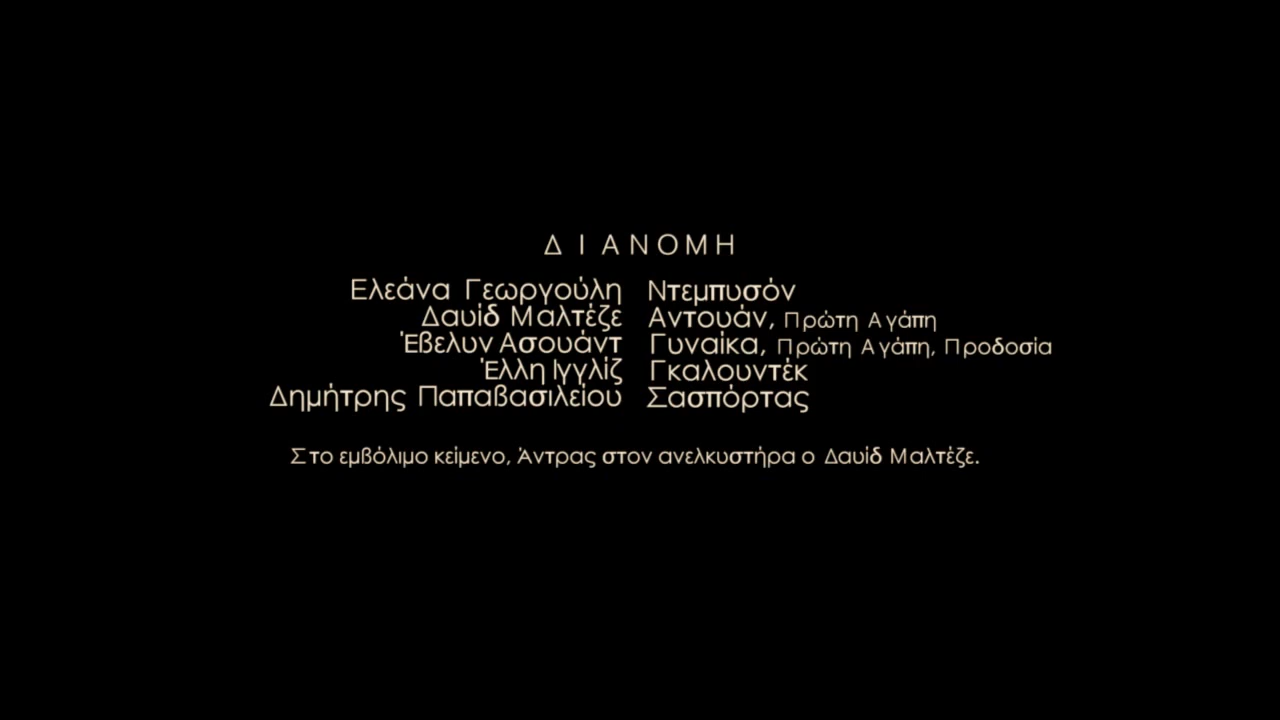 ΔΙΑΝΟΜΗ
Ελεάνα Γεωργούλη Ντεμπυσόν
Δαυίδ Μαλτέζε Αντουάν, Πρώτη Αγάπη
Έβελυν Ασουάντ Γυναίκα, Πρώτη Αγάπη, Προδοσία
Έλλη Ιγγλίζ Γκαλουντέκ
Δημήτρης Παπαβασιλείου Σασπόρτας
Στο εμβόλιμο κείμενο, Άντρας στον ανελκυστήρα ο Δαυίδ Μαλτέζε.